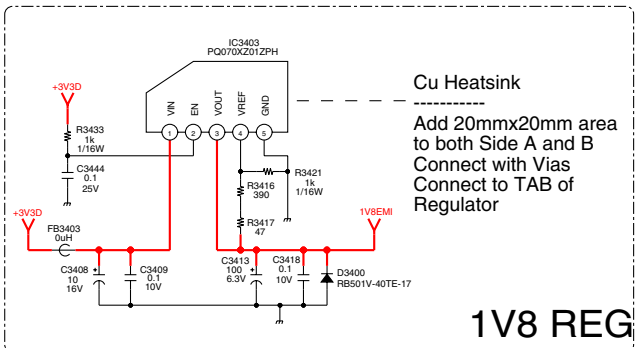 IC3403
PQ070XZ01ZPH
VIN
EN
VOUT
VREF
GND
1
2
3
4
5
+3V3D
R3433
1k
1/16W
C3444
0.1
25V
R3421
1k
1/16W
R3416
390
R3417
47
+3V3D
FB3403
0uH
1V8EMI
C3408
10
16V
+
C3409
0.1
10V
C3413
100
6.3V
+
C3418
0.1
10V
D3400
RB501V-40TE-17
Cu Heatsink
-----------
Add 20mmx20mm area
to both Side A and B
Connect with Vias
Connect to TAB of
Regulator
1V8 REG